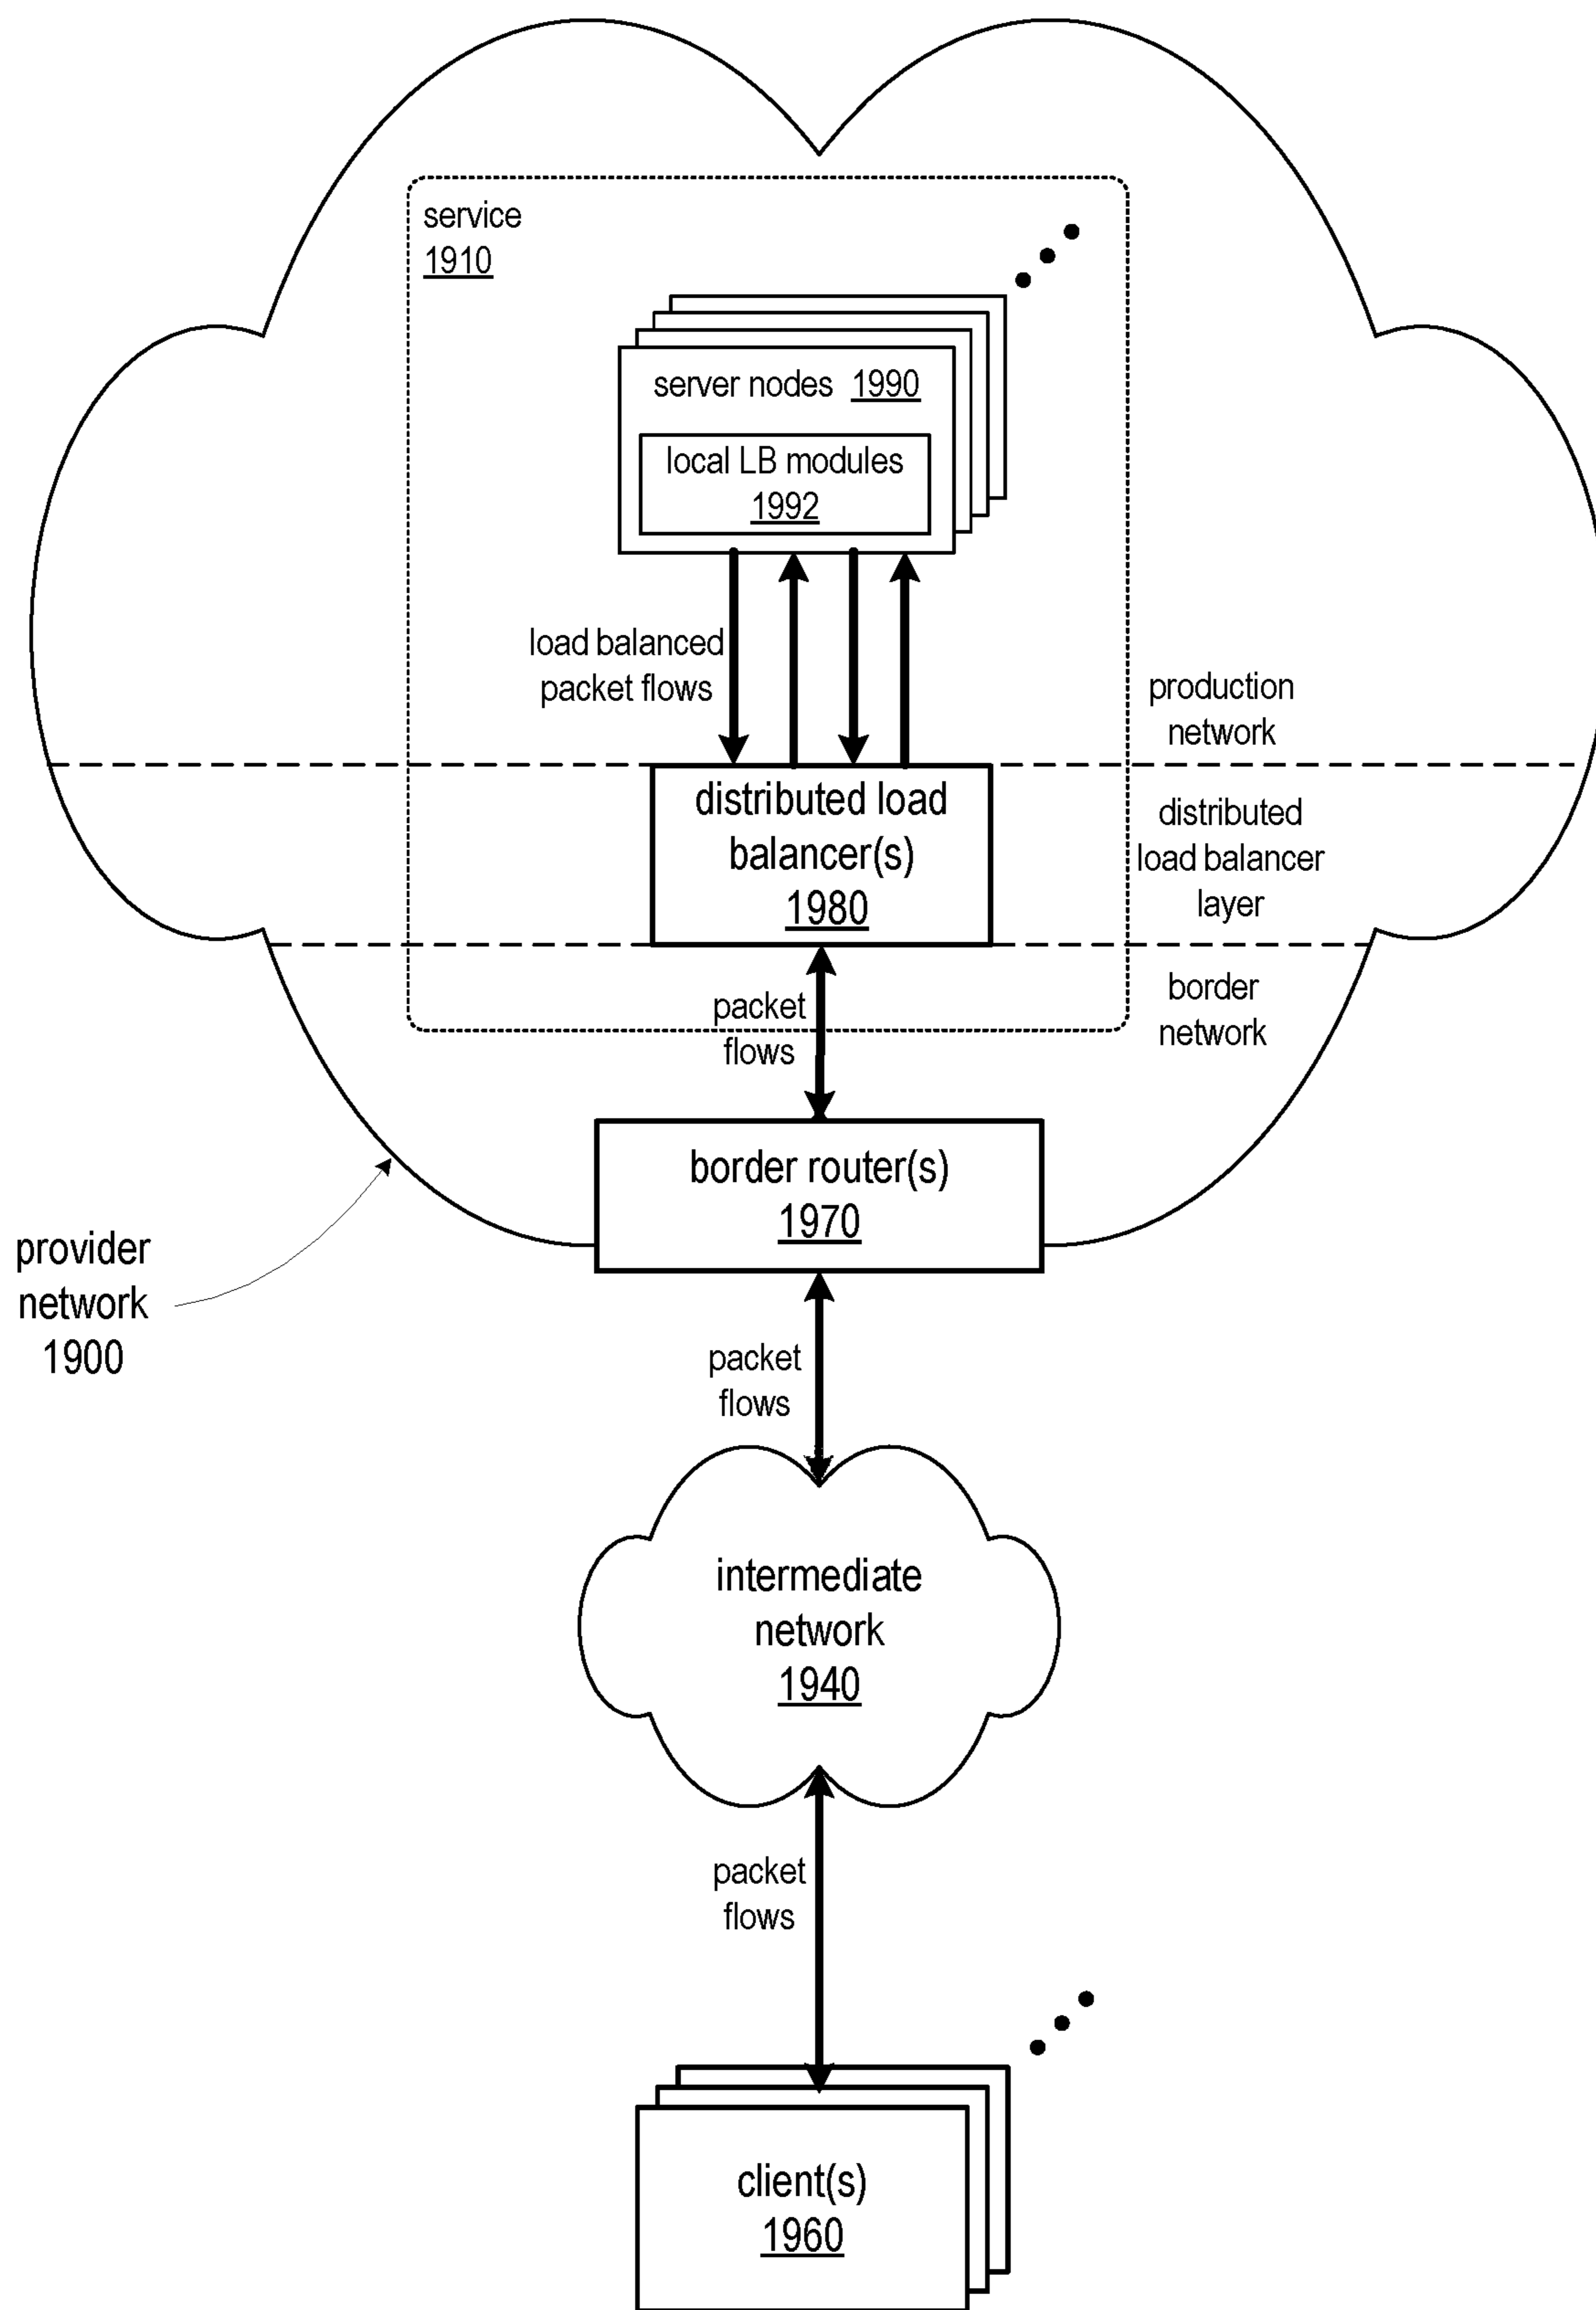 service
1910
server nodes 1990
local LB modules
1992
load balanced
packet flows
production
network
distributed load
balancer(s)
1980
distributed
load balancer
layer
packet
flows
border
network
border router(s)
1970
provider
network
1900
packet
flows
intermediate
network
1940
packet
flows
client(s)
1960